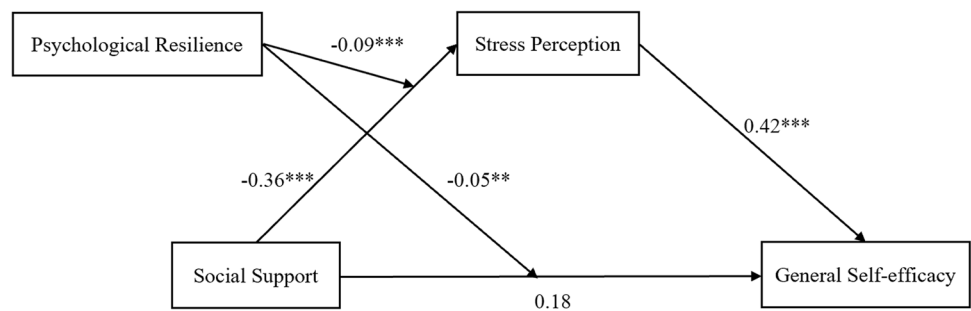 Psychological Resilience
-0.09***
Stress Perception
0.42***
-0.36***
-0.05**
Social Support
0.18
General Self-efficacy